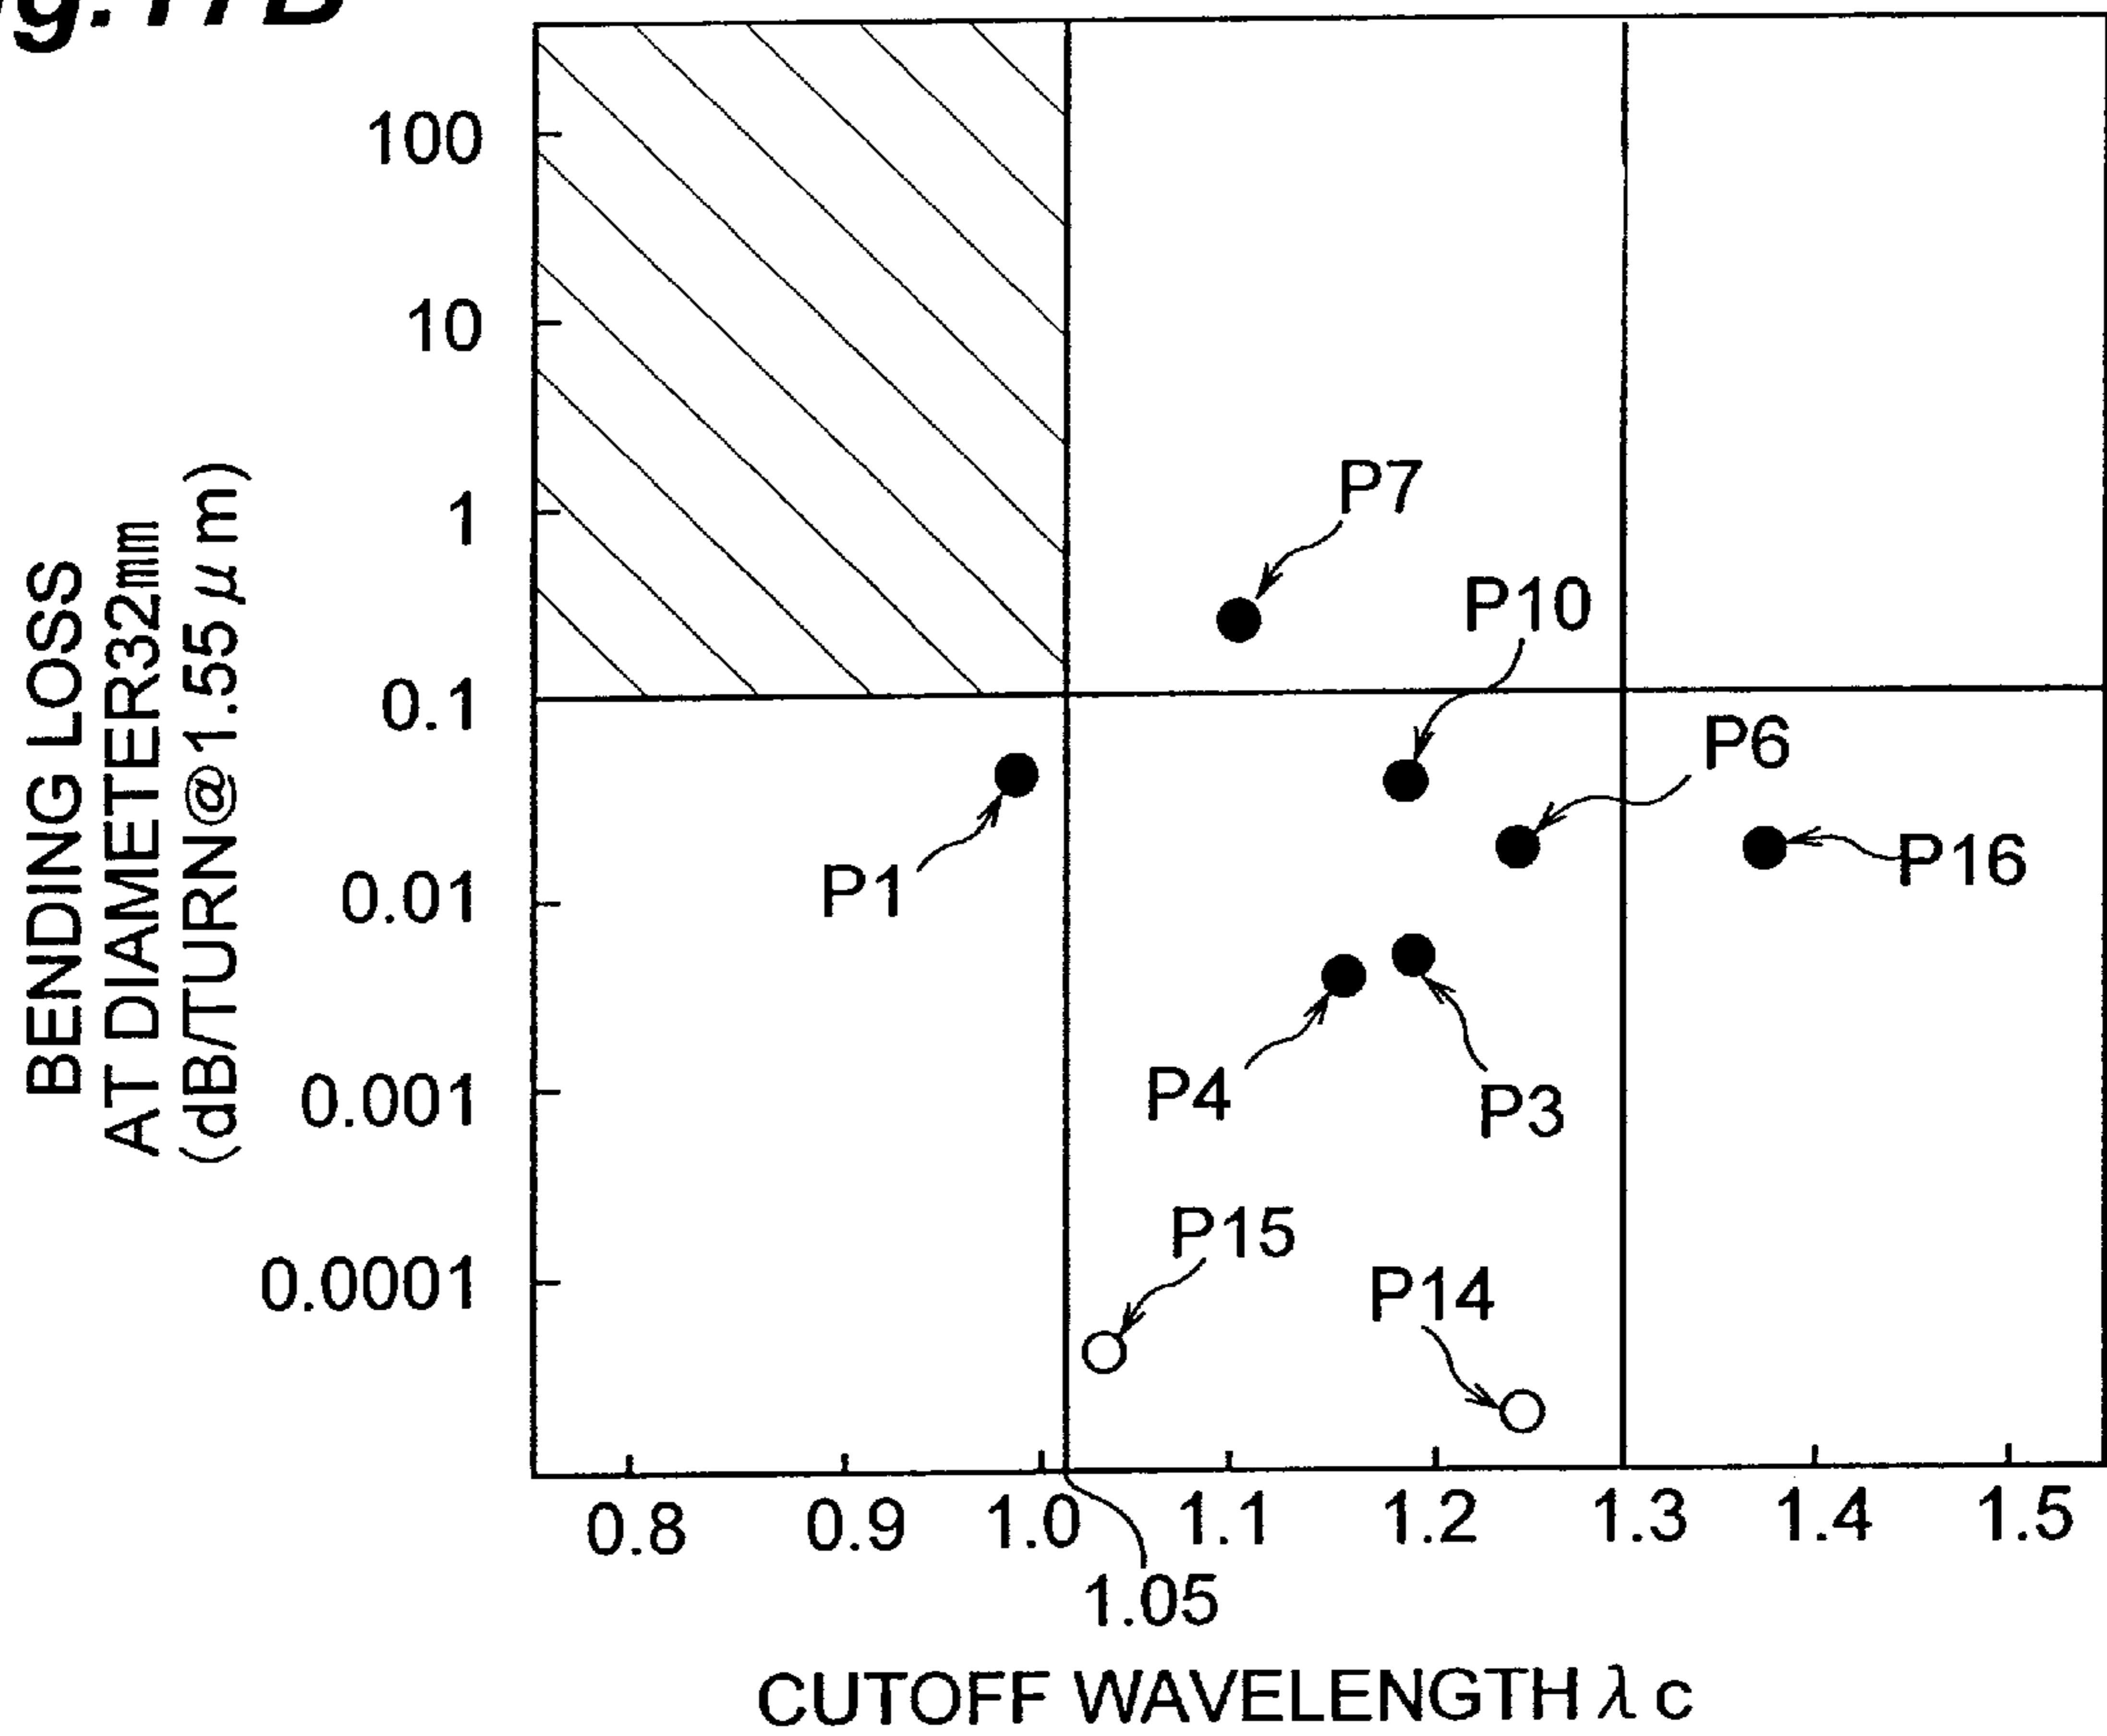 100
10
1
0.1
0.01
0.001
0.0001
BENDING LOSS
AT DIAMETER32mm
(dB/TURN@1.55μm)
P7
P10
P6
P16
P1
P4
P3
P15
P14
0.8 0.9 1.0 1.1 1.2 1.3 1.4 1.5
1.05
CUTOFF WAVELENGTH λc